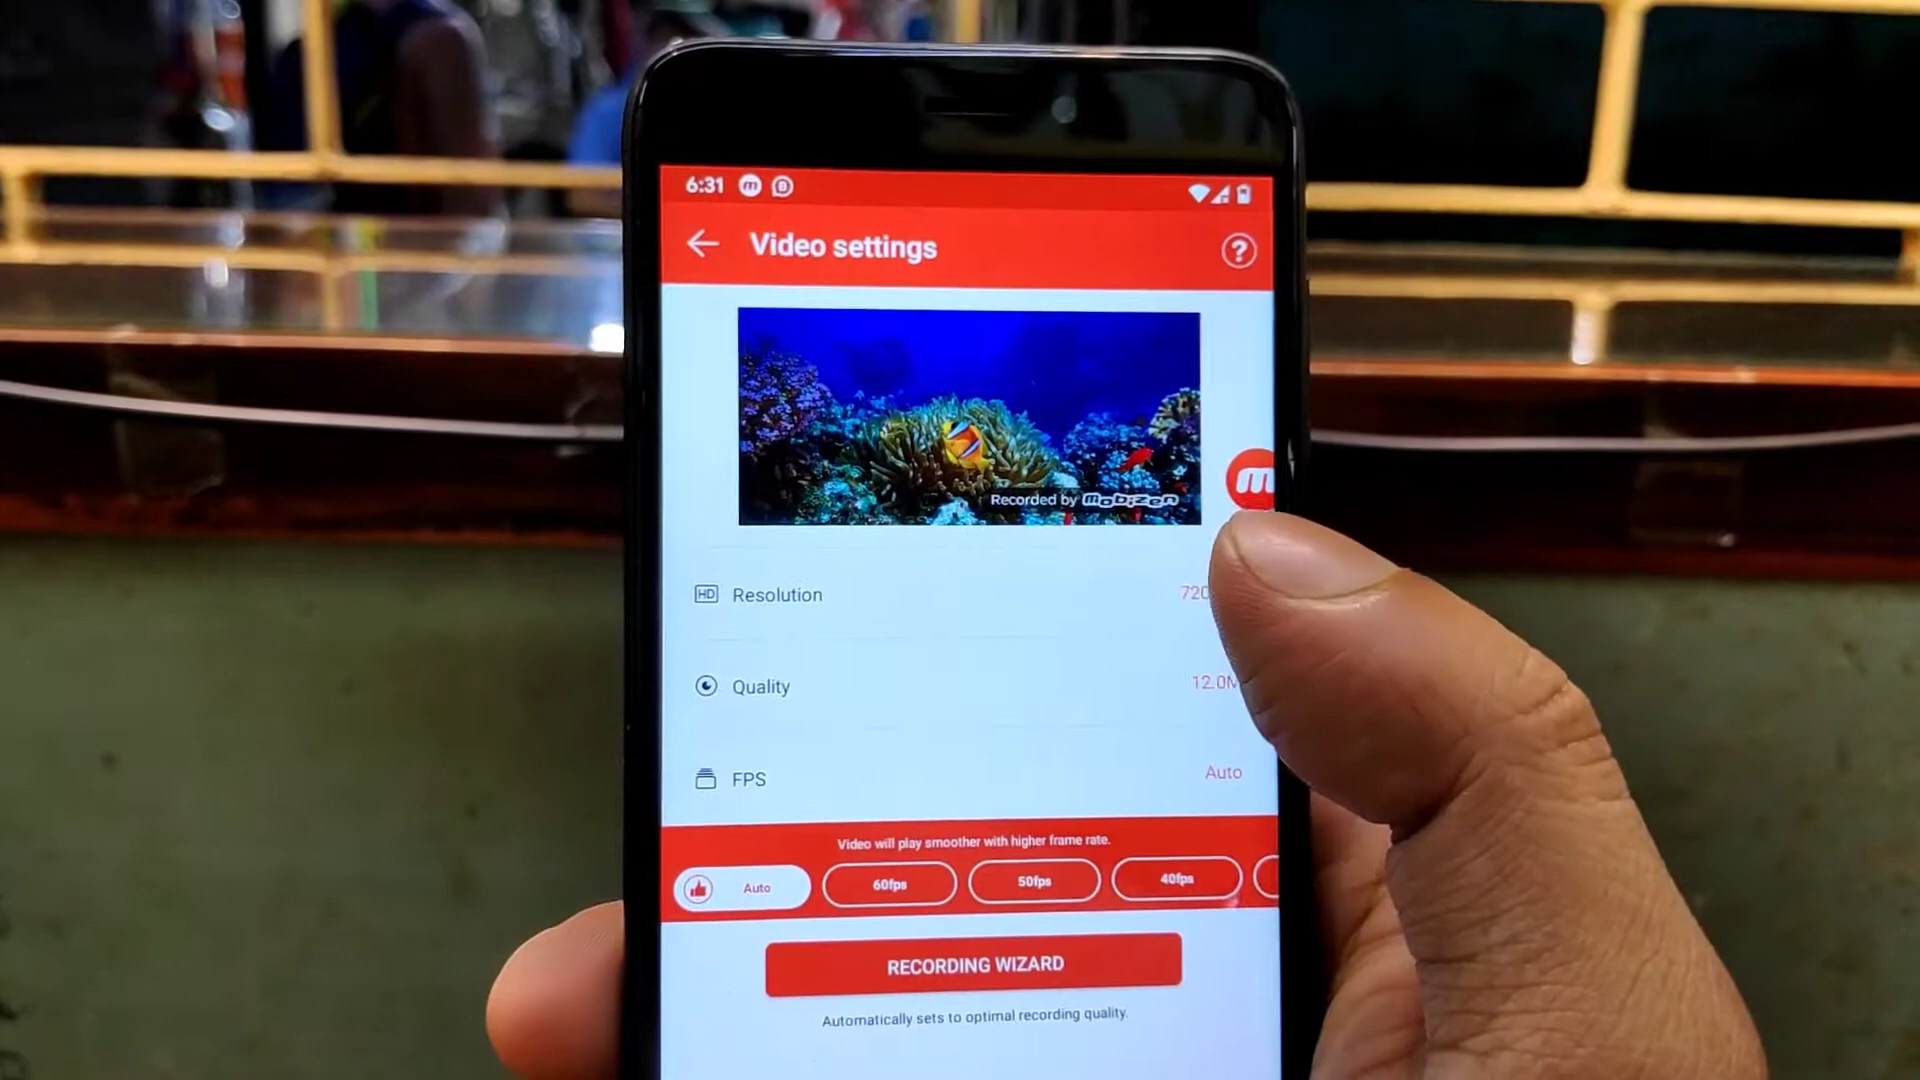 6:31
Video settings
?
Recorded by Mobizen
m
HD Resolution 720
Quality 12.0M
FPS Auto
Video will play smoother with higher frame rate.
Auto 60fps 50fps 40fps
RECORDING WIZARD
Automatically sets to optimal recording quality.